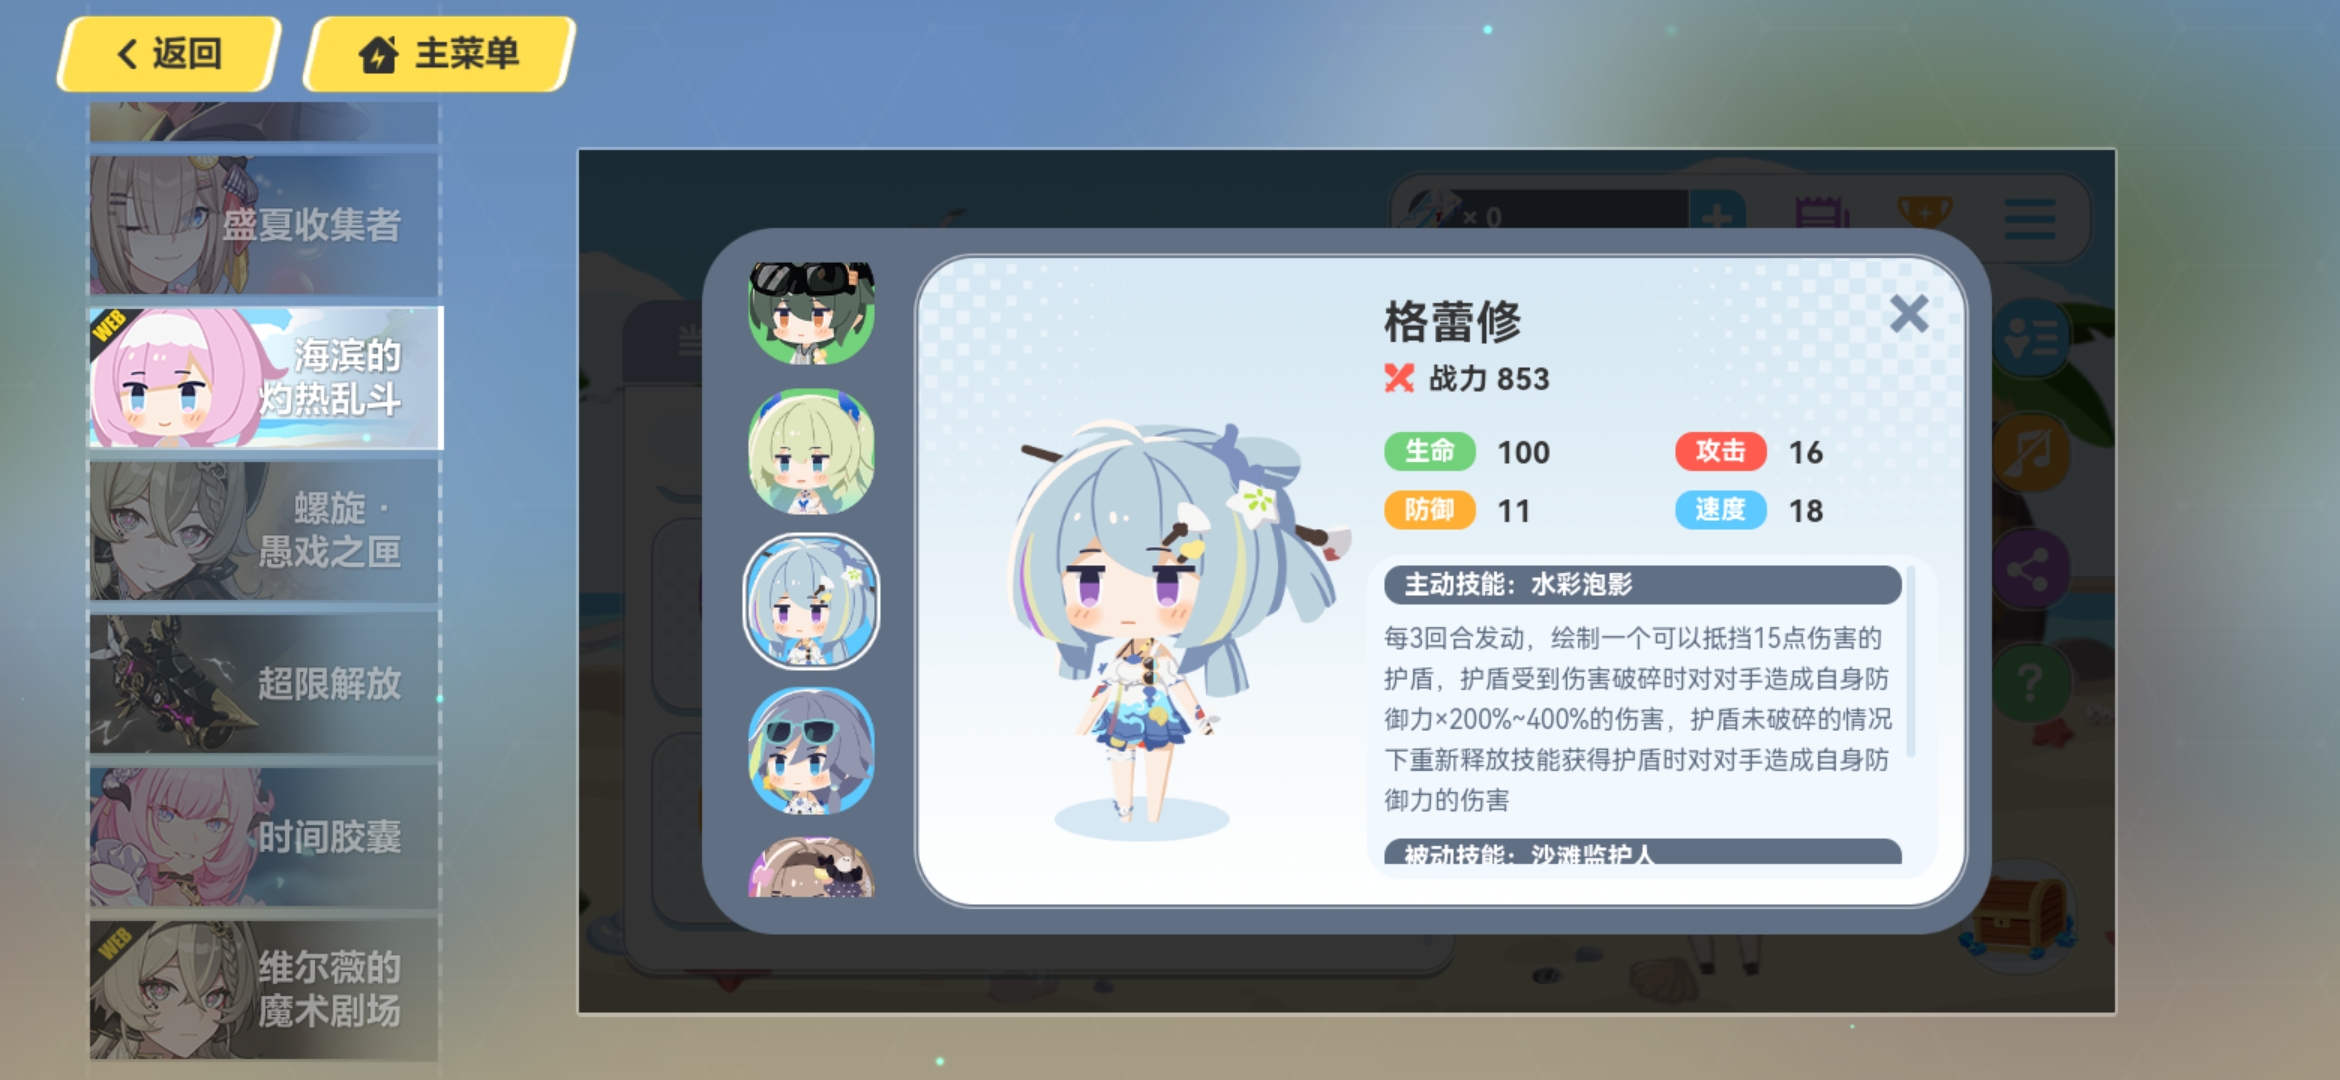 返回
主菜单
盛夏收集者
WEB
海滨的
灼热乱斗
螺旋·
愚戏之匣
超限解放
时间胶囊
WEB
维尔薇的
魔术剧场
×0
当
格蕾修
战力 853
生命 100
攻击 16
防御 11
速度 18
主动技能：水彩泡影
每3回合发动，绘制一个可以抵挡15点伤害的
护盾，护盾受到伤害破碎时对对手造成自身防
御力×200%~400%的伤害，护盾未破碎的情况
下重新释放技能获得护盾时对对手造成自身防
御力的伤害
被动技能：沙滩监护人